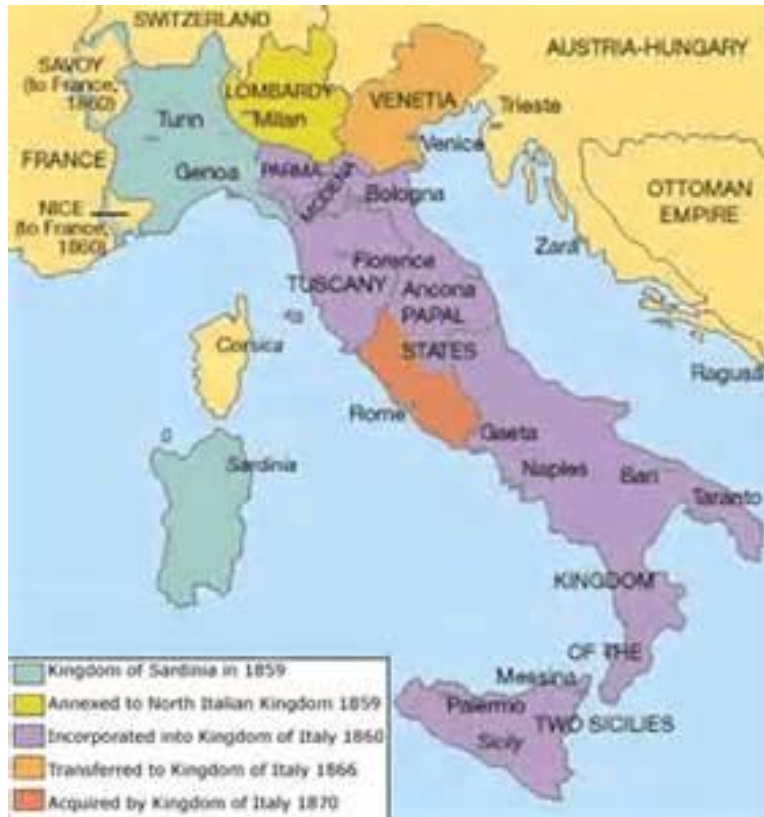 SWITZERLAND
SAVOY
(to France,
1860)
AUSTRIA-HUNGARY
LOMBARDY
Milan
VENETIA
Trieste
Turin
Venice
FRANCE
Genoa
PARMA
MODENA
Bologna
OTTOMAN
EMPIRE
NICE
(to France,
1860)
Zara
Florence
TUSCANY
Ancona
PAPAL
STATES
Corsica
Ragusa
Rome
Gaeta
Sardinia
Naples
Bari
Taranto
KINGDOM
OF THE
Messina
Palermo
TWO SICILIES
Sicily
Kingdom of Sardinia in 1859
Annexed to North Italian Kingdom 1859
Incorporated into Kingdom of Italy 1860
Transferred to Kingdom of Italy 1866
Acquired by Kingdom of Italy 1870